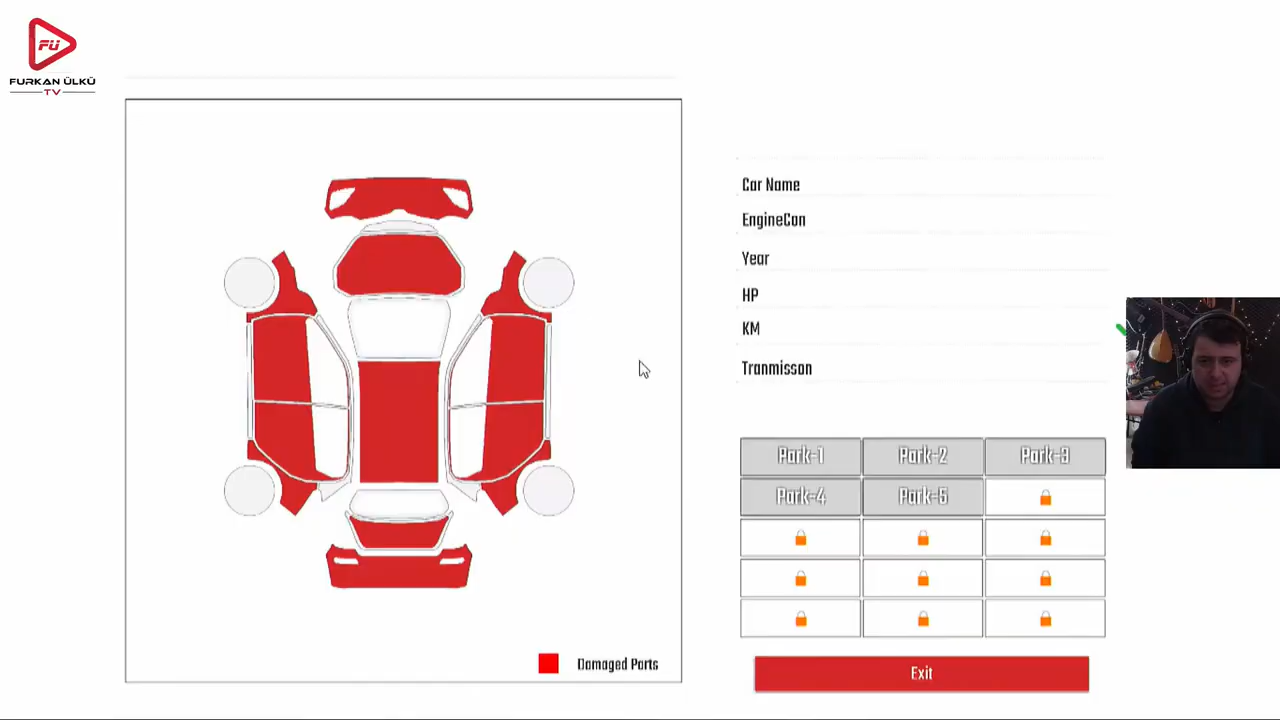 FU
FURKAN ÜLKÜ
TV
Car Name
EngineCon
Year
HP
KM
Tranmisson
Park-1 Park-2 Park-3
Park-4 Park-5
Damaged Parts
Exit